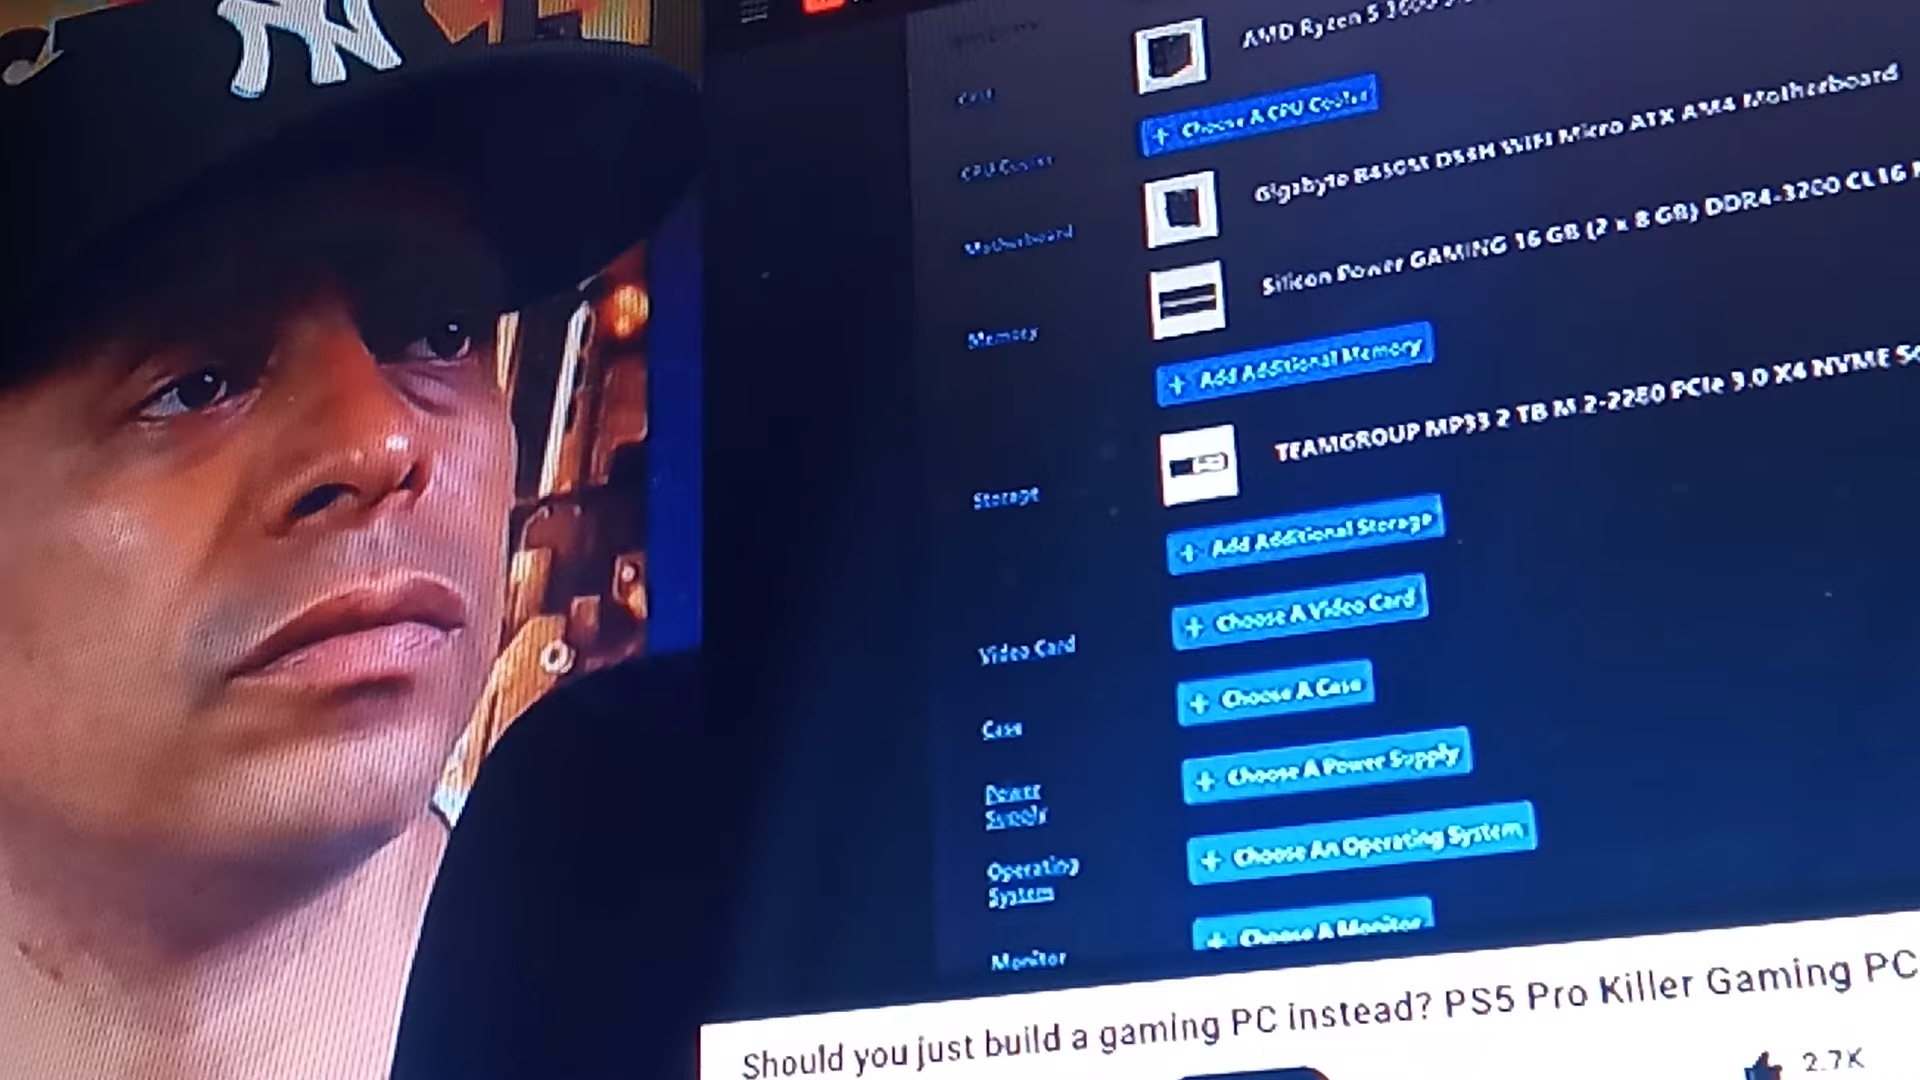 NY
AMD Ryzen 5
CPU
+ Choose A CPU Cooler
CPU Cooler
Gigabyte B450M DS3H WIFI Micro ATX AM4 Motherboard
Motherboard
Silicon Power GAMING 16 GB (2 x 8 GB) DDR4-3200 CL16
Memory
+ Add Additional Memory
TEAMGROUP MP33 2 TB M.2-2280 PCIe 3.0 X4 NVME
Storage
+ Add Additional Storage
+ Choose A Video Card
Video Card
+ Choose A Case
Case
+ Choose A Power Supply
Power
Supply
+ Choose An Operating System
Operating
System
+ Choose A Monitor
Monitor
Should you just build a gaming PC instead? PS5 Pro Killer Gaming PC
2.7K